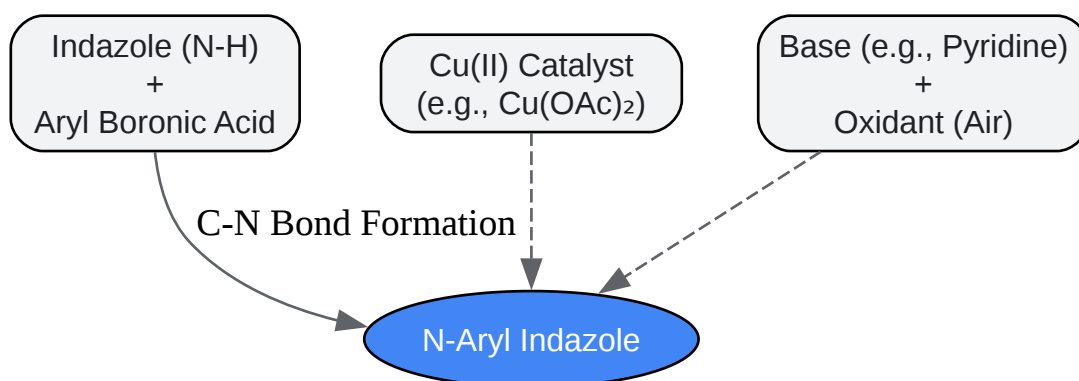 Indazole (N-H)
+
Aryl Boronic Acid
Cu(II) Catalyst
(e.g., Cu(OAc)₂)
Base (e.g., Pyridine)
+
Oxidant (Air)
C-N Bond Formation
N-Aryl Indazole